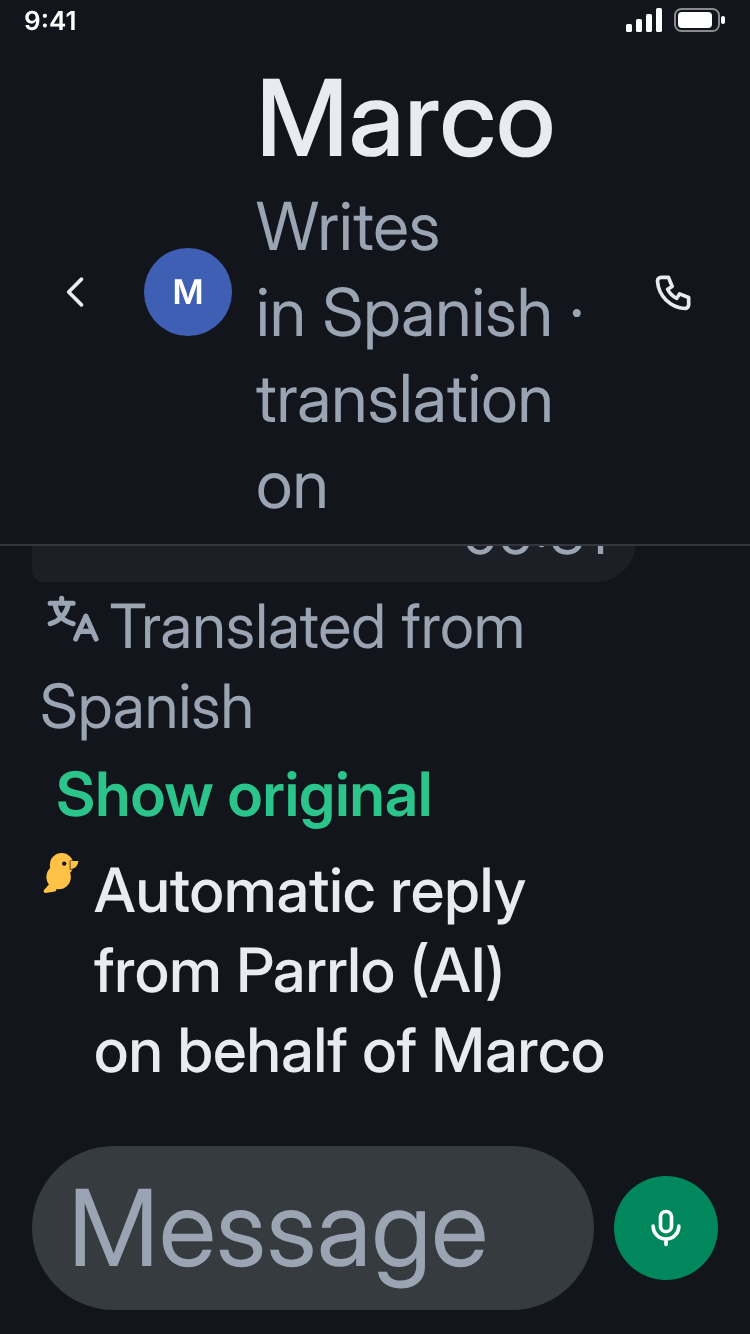 9:41
Marco
Writes
in Spanish ·
translation
on
M
Translated from
Spanish
Show original
Automatic reply
from Parrlo (AI)
on behalf of Marco
Message